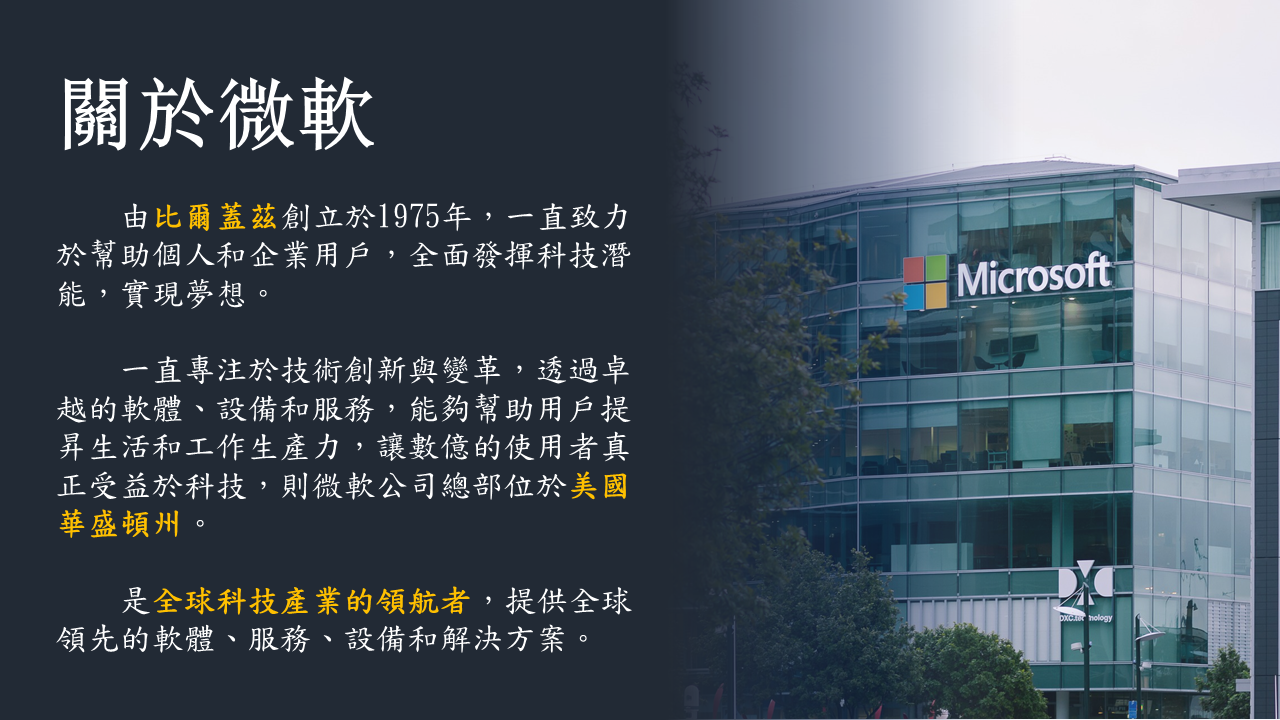 關於微軟
由比爾蓋茲創立於1975年，一直致力
於幫助個人和企業用戶，全面發揮科技潛
能，實現夢想。
一直專注於技術創新與變革，透過卓
越的軟體、設備和服務，能夠幫助用戶提
昇生活和工作生產力，讓數億的使用者真
正受益於科技，則微軟公司總部位於美國
華盛頓州。
是全球科技產業的領航者，提供全球
領先的軟體、服務、設備和解決方案。
Microsoft
DXC.technology